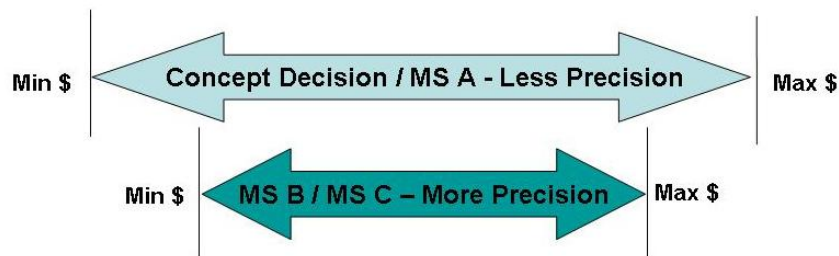 Min $
Concept Decision / MS A - Less Precision
Max $
Min $
MS B / MS C – More Precision
Max $